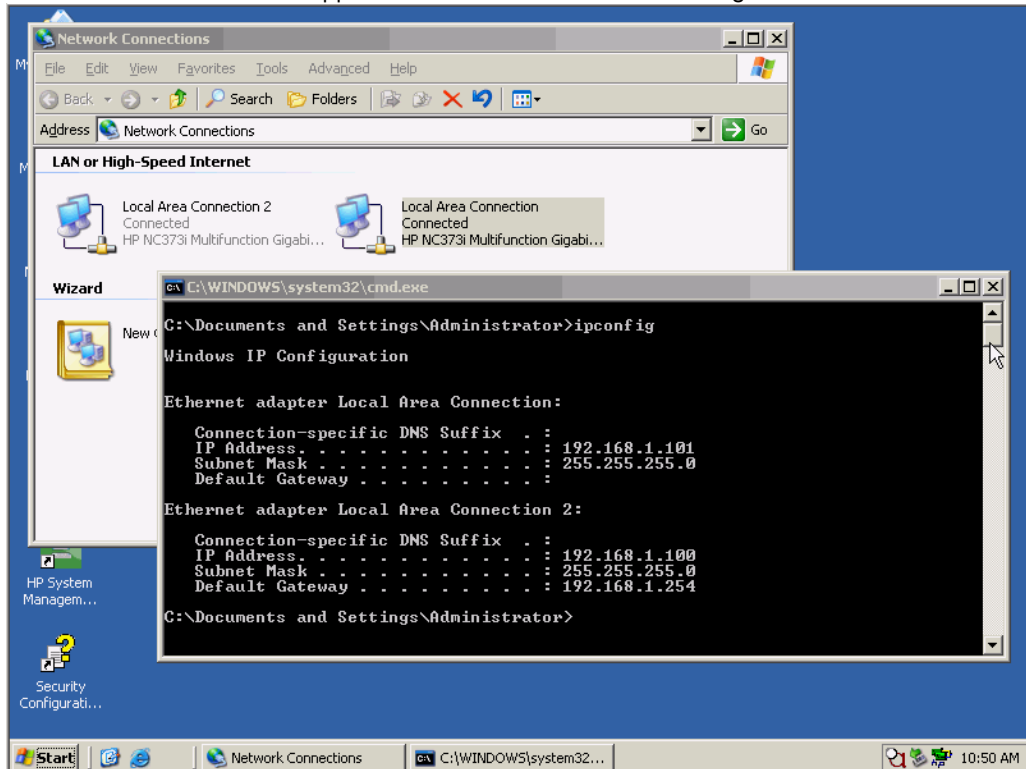 Network Connections
File Edit View Favorites Tools Advanced Help
Back Search Folders
Address Network Connections Go
LAN or High-Speed Internet
Local Area Connection 2
Connected
HP NC373i Multifunction Gigabi...
Local Area Connection
Connected
HP NC373i Multifunction Gigabi...
Wizard
New
C:\WINDOWS\system32\cmd.exe
C:\Documents and Settings\Administrator>ipconfig
Windows IP Configuration
Ethernet adapter Local Area Connection:
Connection-specific DNS Suffix . :
IP Address. . . . . . . . . . . . : 192.168.1.101
Subnet Mask . . . . . . . . . . . : 255.255.255.0
Default Gateway . . . . . . . . . :
Ethernet adapter Local Area Connection 2:
Connection-specific DNS Suffix . :
IP Address. . . . . . . . . . . . : 192.168.1.100
Subnet Mask . . . . . . . . . . . : 255.255.255.0
Default Gateway . . . . . . . . . : 192.168.1.254
C:\Documents and Settings\Administrator>
HP System
Managem...
Security
Configurati...
Start
Network Connections
C:\WINDOWS\system32...
10:50 AM